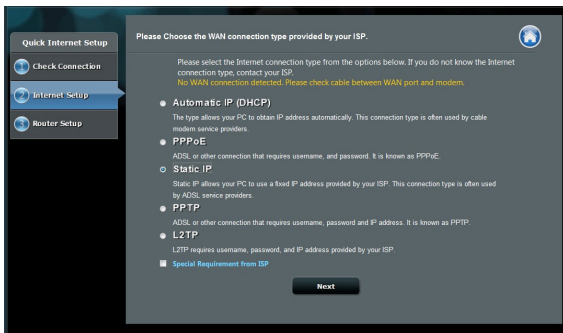 Quick Internet Setup
1 Check Connection
2 Internet Setup
3 Router Setup
Please Choose the WAN connection type provided by your ISP.
Please select the Internet connection type from the options below. If you do not know the Internet
connection type, contact your ISP.
No WAN connection detected. Please check cable between WAN port and modem.
Automatic IP (DHCP)
The type allows your PC to obtain IP address automatically. This connection type is often used by cable
modem service providers.
PPPoE
ADSL or other connection that requires username, and password. It is known as PPPoE.
Static IP
Static IP allows your PC to use a fixed IP address provided by your ISP. This connection type is often used
by ADSL service providers.
PPTP
ADSL or other connection that requires username, password and IP address. It is known as PPTP.
L2TP
L2TP requires username, password, and IP address provided by your ISP.
Special Requirement from ISP
Next